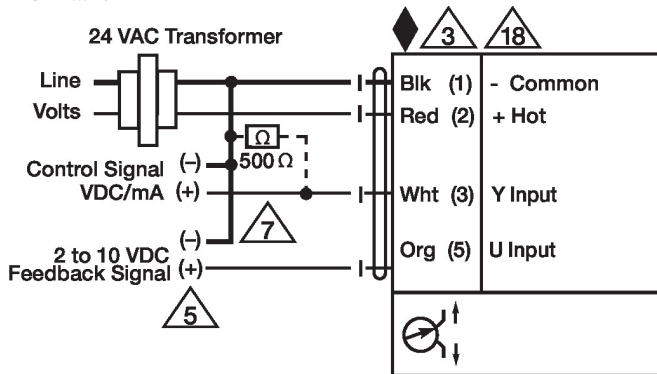 24 VAC Transformer
3
18
Line
Volts
Blk (1) - Common
Red (2) + Hot
Ω
500 Ω
Control Signal (-)
VDC/mA (+)
Wht (3) Y Input
7
2 to 10 VDC (-)
Feedback Signal (+)
Org (5) U Input
5